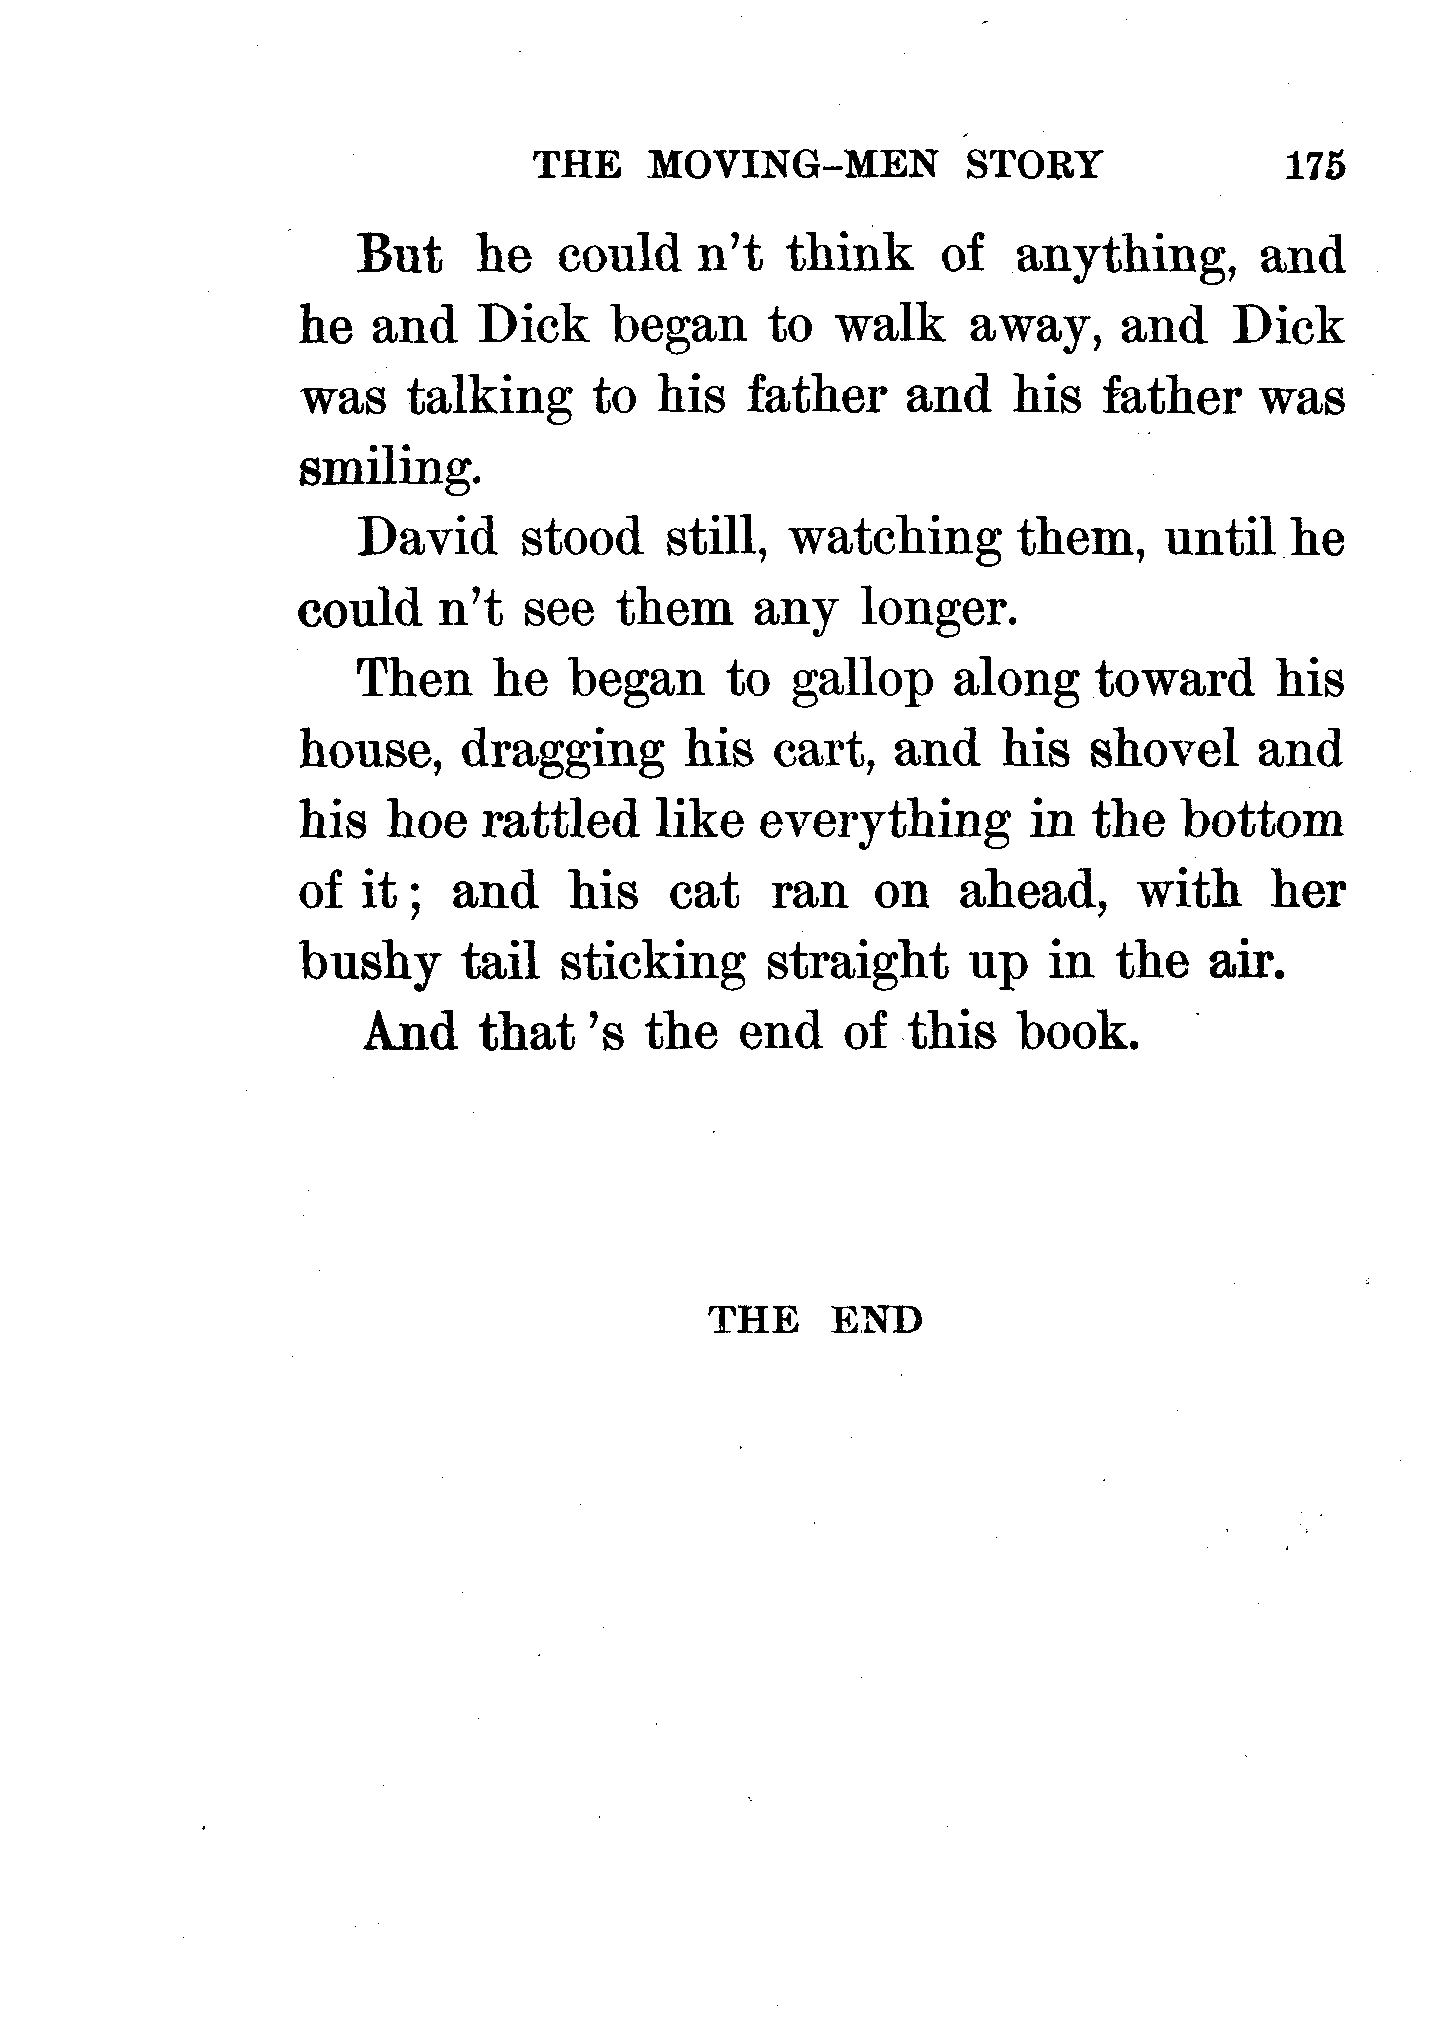 THE MOVING-MEN STORY 175
But he could n't think of anything, and
he and Dick began to walk away, and Dick
was talking to his father and his father was
smiling.
David stood still, watching them, until he
could n't see them any longer.
Then he began to gallop along toward his
house, dragging his cart, and his shovel and
his hoe rattled like everything in the bottom
of it; and his cat ran on ahead, with her
bushy tail sticking straight up in the air.
And that 's the end of this book.
THE END